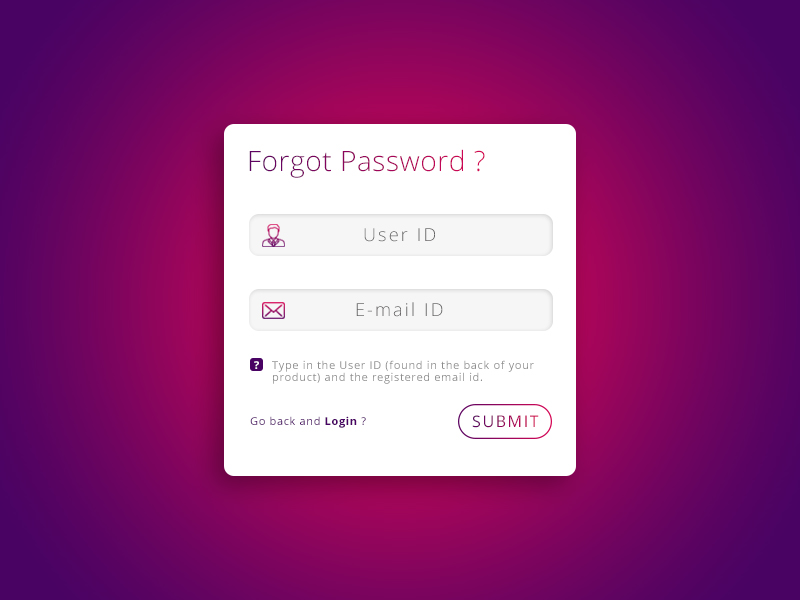 Forgot Password ?
User ID
E-mail ID
? Type in the User ID (found in the back of your
product) and the registered email id.
Go back and Login ?
SUBMIT